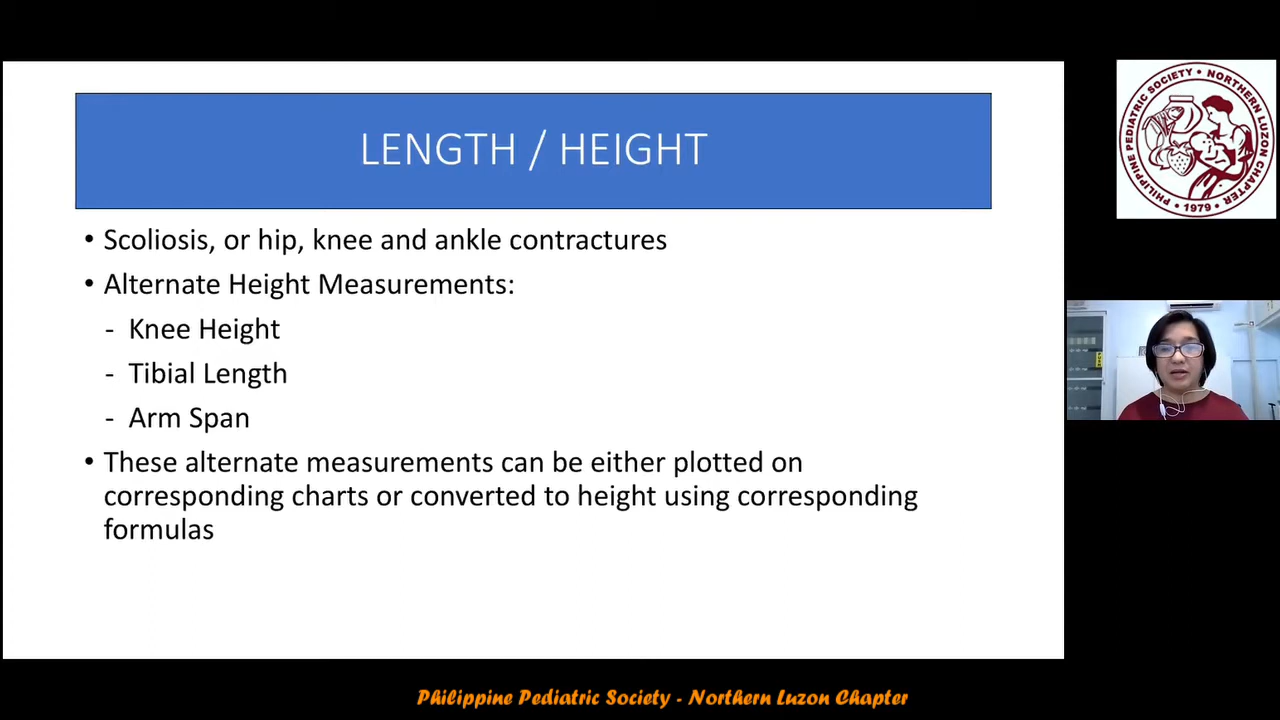 LENGTH / HEIGHT
• Scoliosis, or hip, knee and ankle contractures
• Alternate Height Measurements:
- Knee Height
- Tibial Length
- Arm Span
• These alternate measurements can be either plotted on
corresponding charts or converted to height using corresponding
formulas
PHILIPPINE PEDIATRIC SOCIETY • NORTHERN LUZON CHAPTER • 1979 •
Philippine Pediatric Society - Northern Luzon Chapter